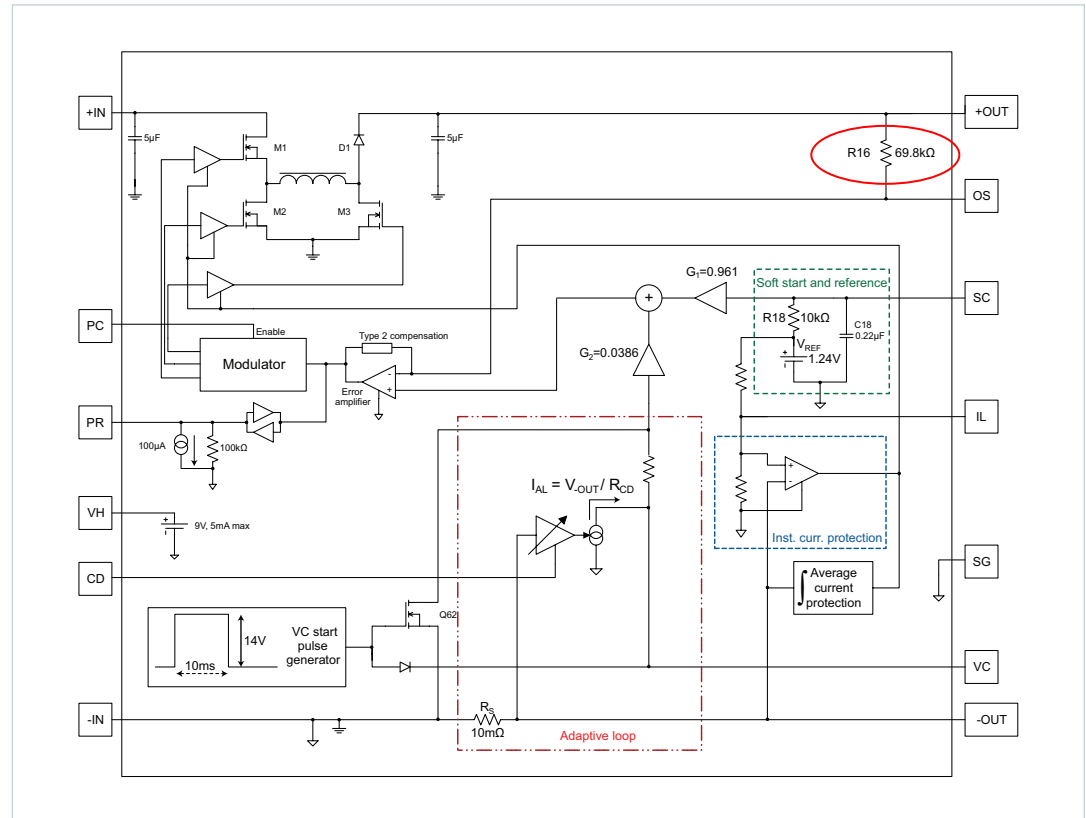 +IN
5µF
M1
D1
5µF
+OUT
R16 69.8kΩ
M2
M3
OS
G₁=0.961
Soft start and reference
SC
R18 10kΩ
C18
0.22µF
VREF
+
-
1.24V
PC
Enable
Modulator
Type 2 compensation
-
+
Error
amplifier
+
G₂=0.0386
PR
100µA
100kΩ
IL
+
-
Inst. curr. protection
IAL = V-OUT / RCD
VH
+
-
9V, 5mA max
CD
SG
∫ Average
current
protection
Q62
14V
10ms
VC start
pulse
generator
VC
-IN
RS
10mΩ
Adaptive loop
-OUT